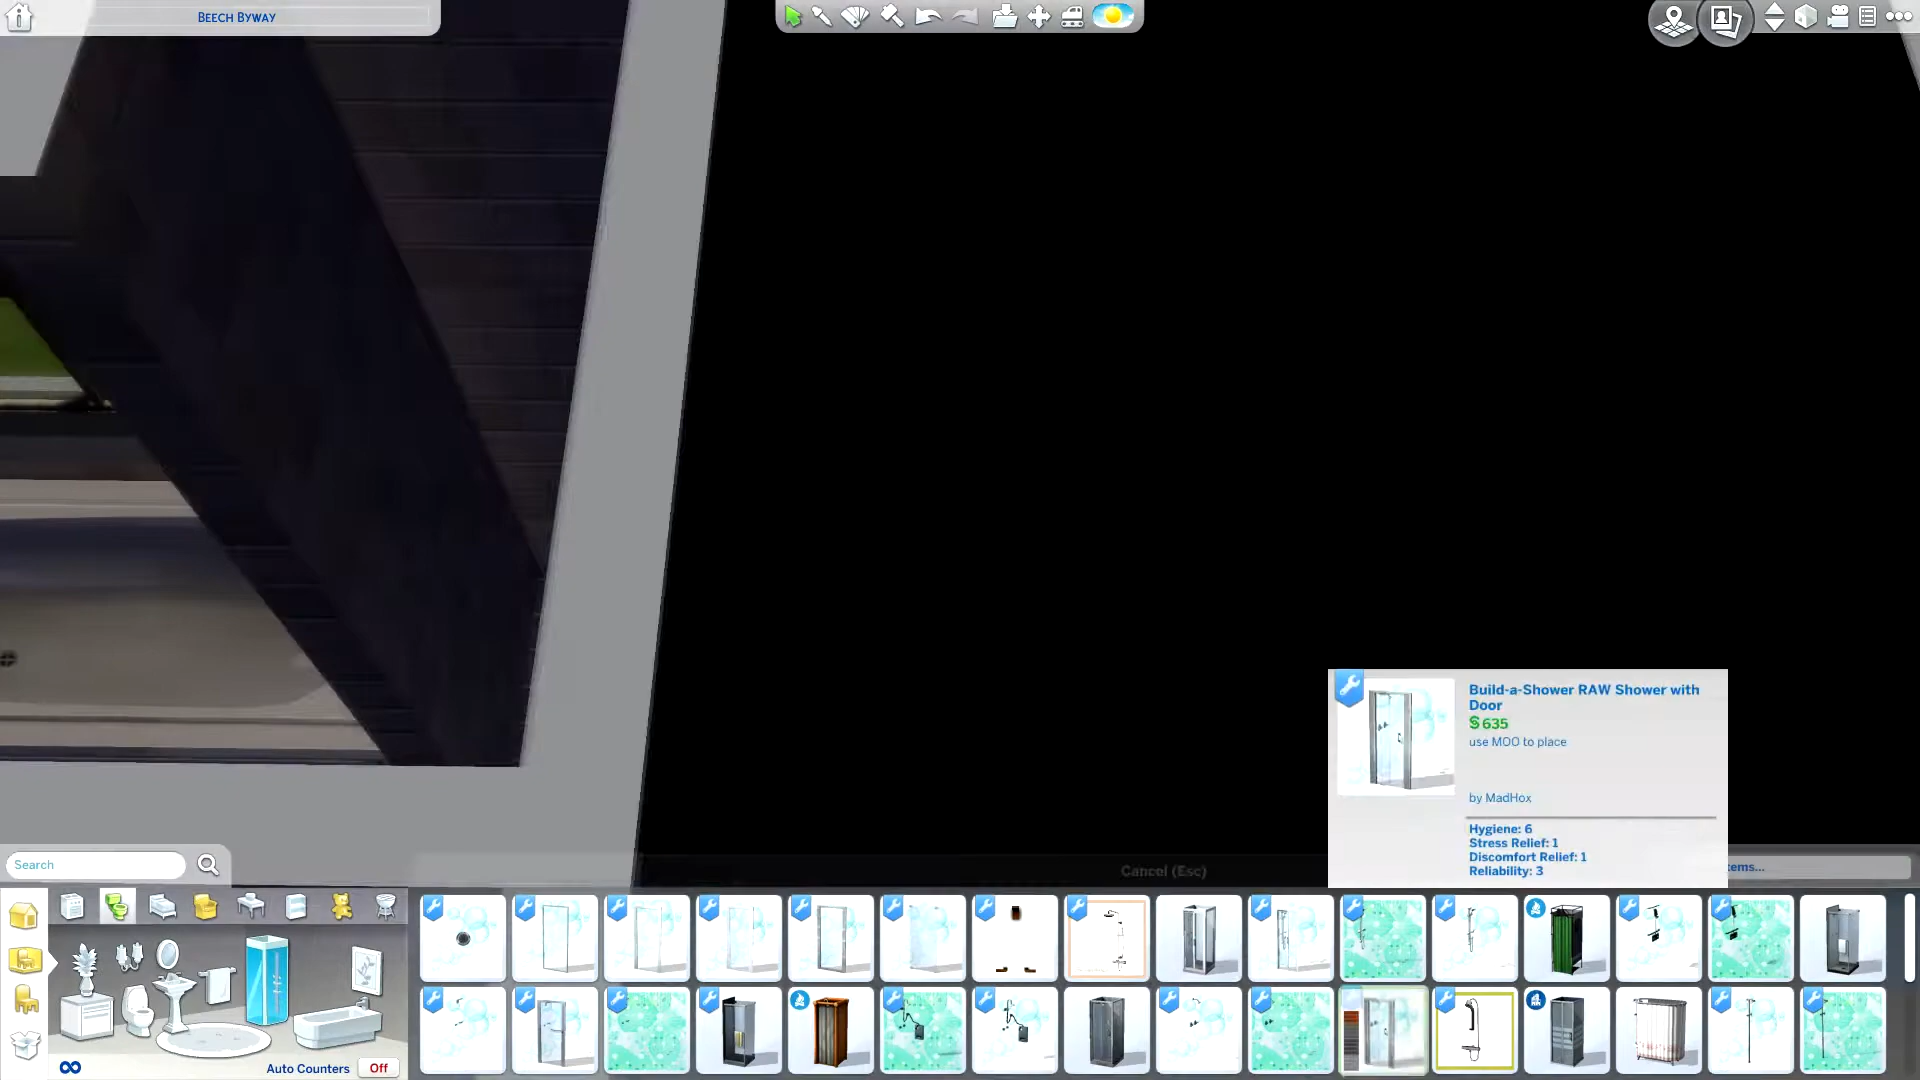 BEECH BYWAY
Build-a-Shower RAW Shower with
Door
§635
use MOO to place
by MadHox
Hygiene: 6
Stress Relief: 1
Discomfort Relief: 1
Reliability: 3
Search
Cancel (Esc)
tems...
Auto Counters Off